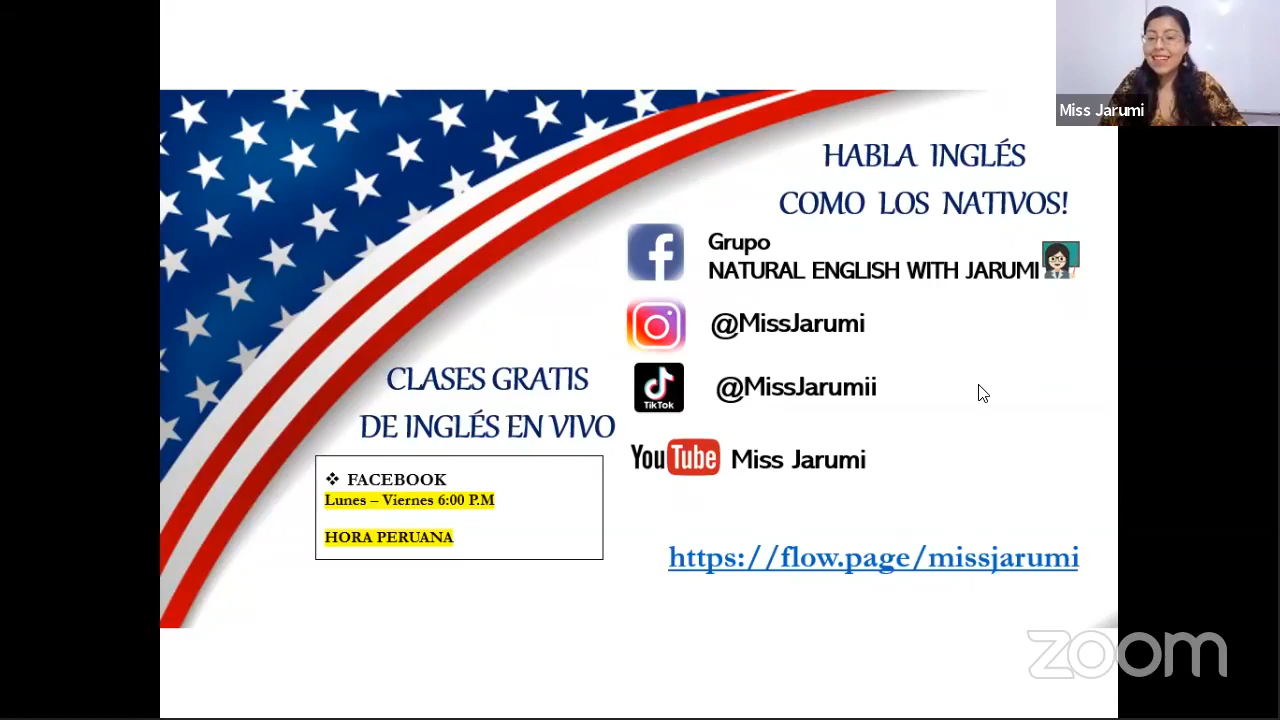 Miss Jarumi
HABLA INGLÉS
COMO LOS NATIVOS!
Grupo
NATURAL ENGLISH WITH JARUMI
@MissJarumi
TikTok
@MissJarumii
YouTube Miss Jarumi
CLASES GRATIS
DE INGLÉS EN VIVO
❖ FACEBOOK
Lunes – Viernes 6:00 P.M
HORA PERUANA
https://flow.page/missjarumi
zoom